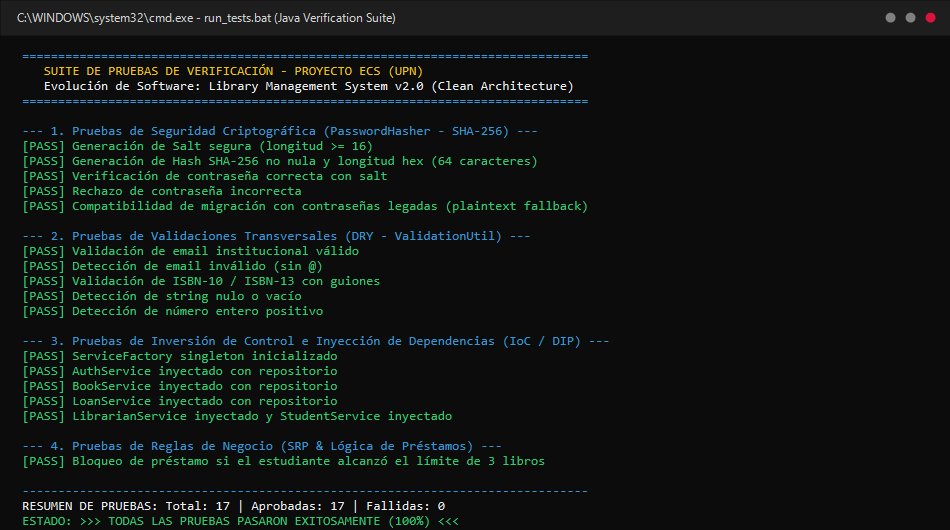 C:\WINDOWS\system32\cmd.exe - run_tests.bat (Java Verification Suite)
===============================================================================
SUITE DE PRUEBAS DE VERIFICACIÓN - PROYECTO ECS (UPN)
Evolución de Software: Library Management System v2.0 (Clean Architecture)
===============================================================================
--- 1. Pruebas de Seguridad Criptográfica (PasswordHasher - SHA-256) ---
[PASS] Generación de Salt segura (longitud >= 16)
[PASS] Generación de Hash SHA-256 no nula y longitud hex (64 caracteres)
[PASS] Verificación de contraseña correcta con salt
[PASS] Rechazo de contraseña incorrecta
[PASS] Compatibilidad de migración con contraseñas legadas (plaintext fallback)
--- 2. Pruebas de Validaciones Transversales (DRY - ValidationUtil) ---
[PASS] Validación de email institucional válido
[PASS] Detección de email inválido (sin @)
[PASS] Validación de ISBN-10 / ISBN-13 con guiones
[PASS] Detección de string nulo o vacío
[PASS] Detección de número entero positivo
--- 3. Pruebas de Inversión de Control e Inyección de Dependencias (IoC / DIP) ---
[PASS] ServiceFactory singleton inicializado
[PASS] AuthService inyectado con repositorio
[PASS] BookService inyectado con repositorio
[PASS] LoanService inyectado con repositorio
[PASS] LibrarianService inyectado y StudentService inyectado
--- 4. Pruebas de Reglas de Negocio (SRP & Lógica de Préstamos) ---
[PASS] Bloqueo de préstamo si el estudiante alcanzó el límite de 3 libros
-------------------------------------------------------------------------------
RESUMEN DE PRUEBAS: Total: 17 | Aprobadas: 17 | Fallidas: 0
ESTADO: >>> TODAS LAS PRUEBAS PASARON EXITOSAMENTE (100%) <<<